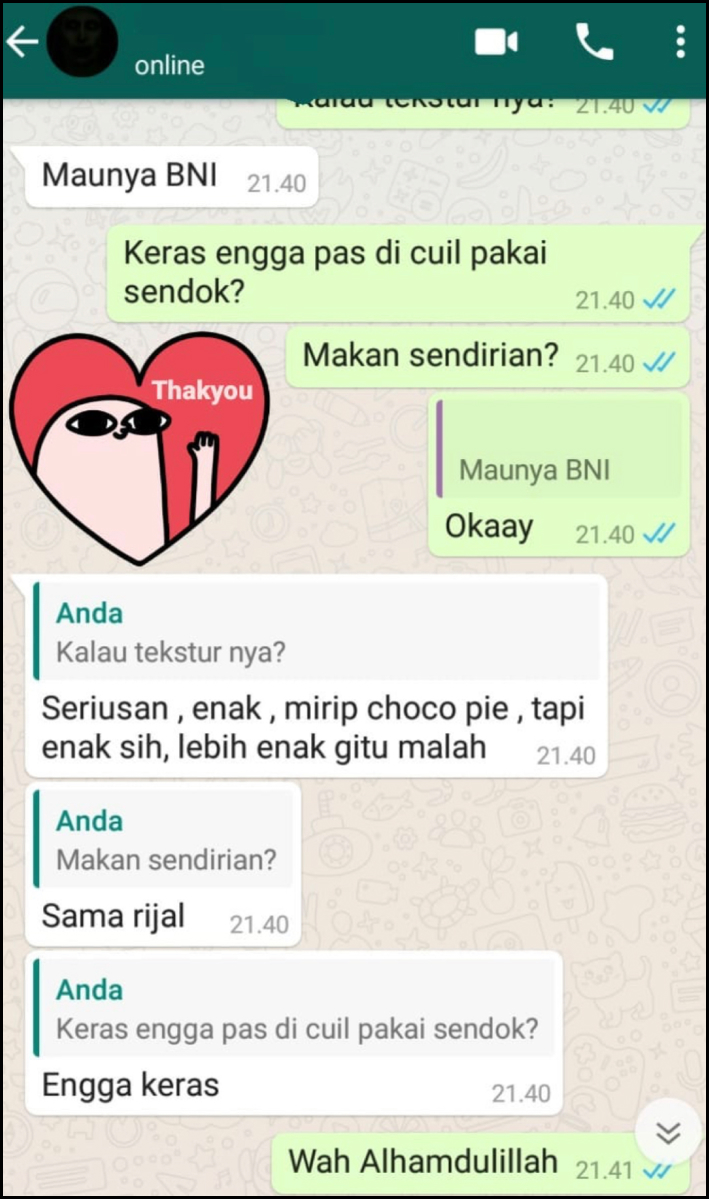 online
Kalau tekstur nya? 21.40
Maunya BNI 21.40
Keras engga pas di cuil pakai
sendok? 21.40
Makan sendirian? 21.40
Thakyou
Maunya BNI
Okaay 21.40
Anda
Kalau tekstur nya?
Seriusan , enak , mirip choco pie , tapi
enak sih, lebih enak gitu malah 21.40
Anda
Makan sendirian?
Sama rijal 21.40
Anda
Keras engga pas di cuil pakai sendok?
Engga keras 21.40
Wah Alhamdulillah 21.41